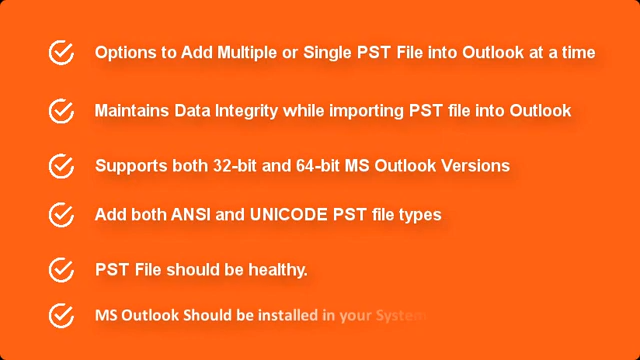 Options to Add Multiple or Single PST File into Outlook at a time
Maintains Data Integrity while importing PST file into Outlook
Supports both 32-bit and 64-bit MS Outlook Versions
Add both ANSI and UNICODE PST file types
PST File should be healthy.
MS Outlook Should be installed in your System